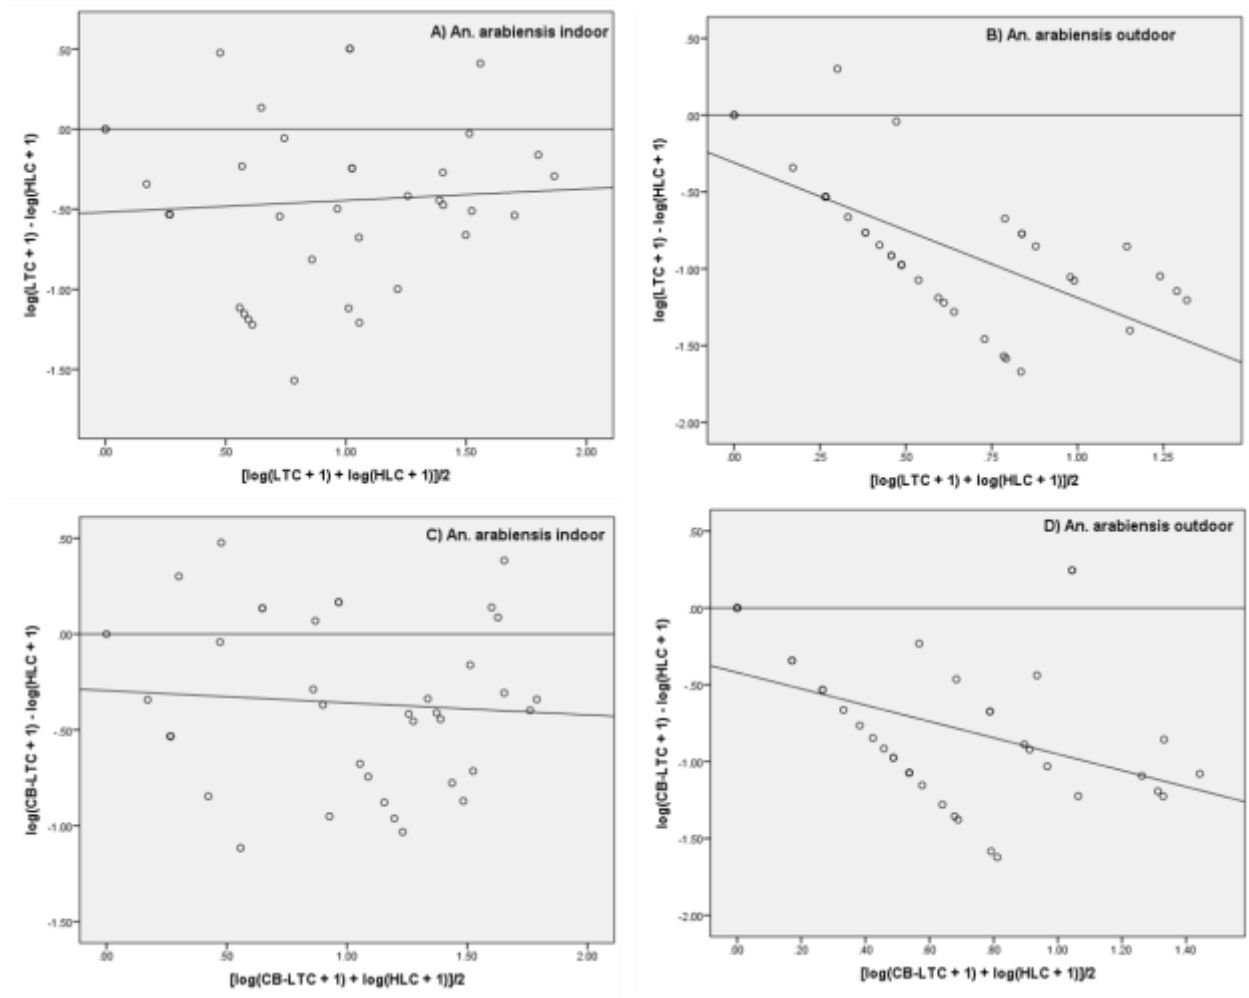 A) An. arabiensis indoor
.50
.00
-.50
-1.00
-1.50
log(LTC + 1) - log(HLC + 1)
.00 .50 1.00 1.50 2.00
[log(LTC + 1) + log(HLC + 1)]/2
B) An. arabiensis outdoor
.50
.00
-.50
-1.00
-1.50
-2.00
log(LTC + 1) - log(HLC + 1)
.00 .25 .50 .75 1.00 1.25
[log(LTC + 1) + log(HLC + 1)]/2
C) An. arabiensis indoor
.50
.00
-.50
-1.00
-1.50
log(CB-LTC + 1) - log(HLC + 1)
.00 .50 1.00 1.50 2.00
[log(CB-LTC + 1) + log(HLC + 1)]/2
D) An. arabiensis outdoor
.50
.00
-.50
-1.00
-1.50
-2.00
log(CB-LTC + 1) - log(HLC + 1)
.00 .20 .40 .60 .80 1.00 1.20 1.40
[log(CB-LTC + 1) + log(HLC + 1)]/2